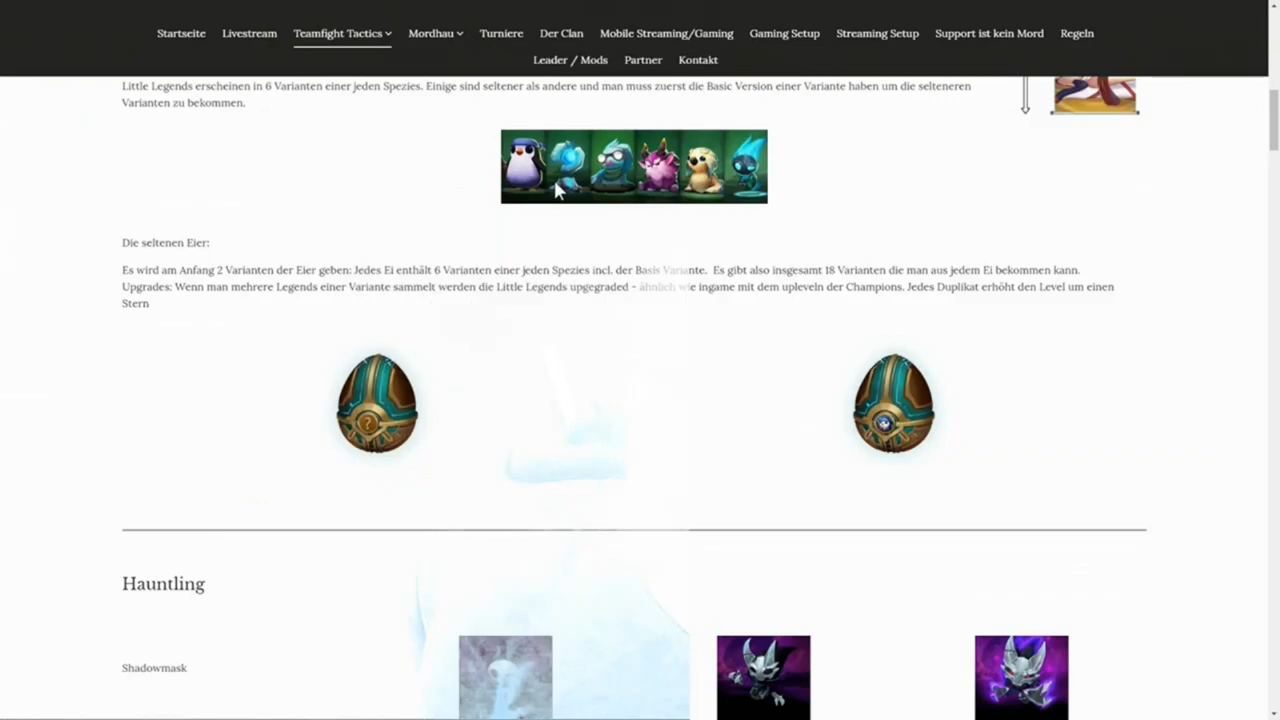 Startseite Livestream Teamfight Tactics Mordhau Turniere Der Clan Mobile Streaming/Gaming Gaming Setup Streaming Setup Support ist kein Mord Regeln
Leader / Mods Partner Kontakt
Little Legends erscheinen in 6 Varianten einer jeden Spezies. Einige sind seltener als andere und man muss zuerst die Basic Version einer Variante haben um die selteneren
Varianten zu bekommen.
Die seltenen Eier:
Es wird am Anfang 2 Varianten der Eier geben: Jedes Ei enthält 6 Varianten einer jeden Spezies incl. der Basis Variante. Es gibt also insgesamt 18 Varianten die man aus jedem Ei bekommen kann.
Upgrades: Wenn man mehrere Legends einer Variante sammelt werden die Little Legends upgegraded - ähnlich wie ingame mit dem upleveln der Champions. Jedes Duplikat erhöht den Level um einen
Stern
?
Hauntling
Shadowmask